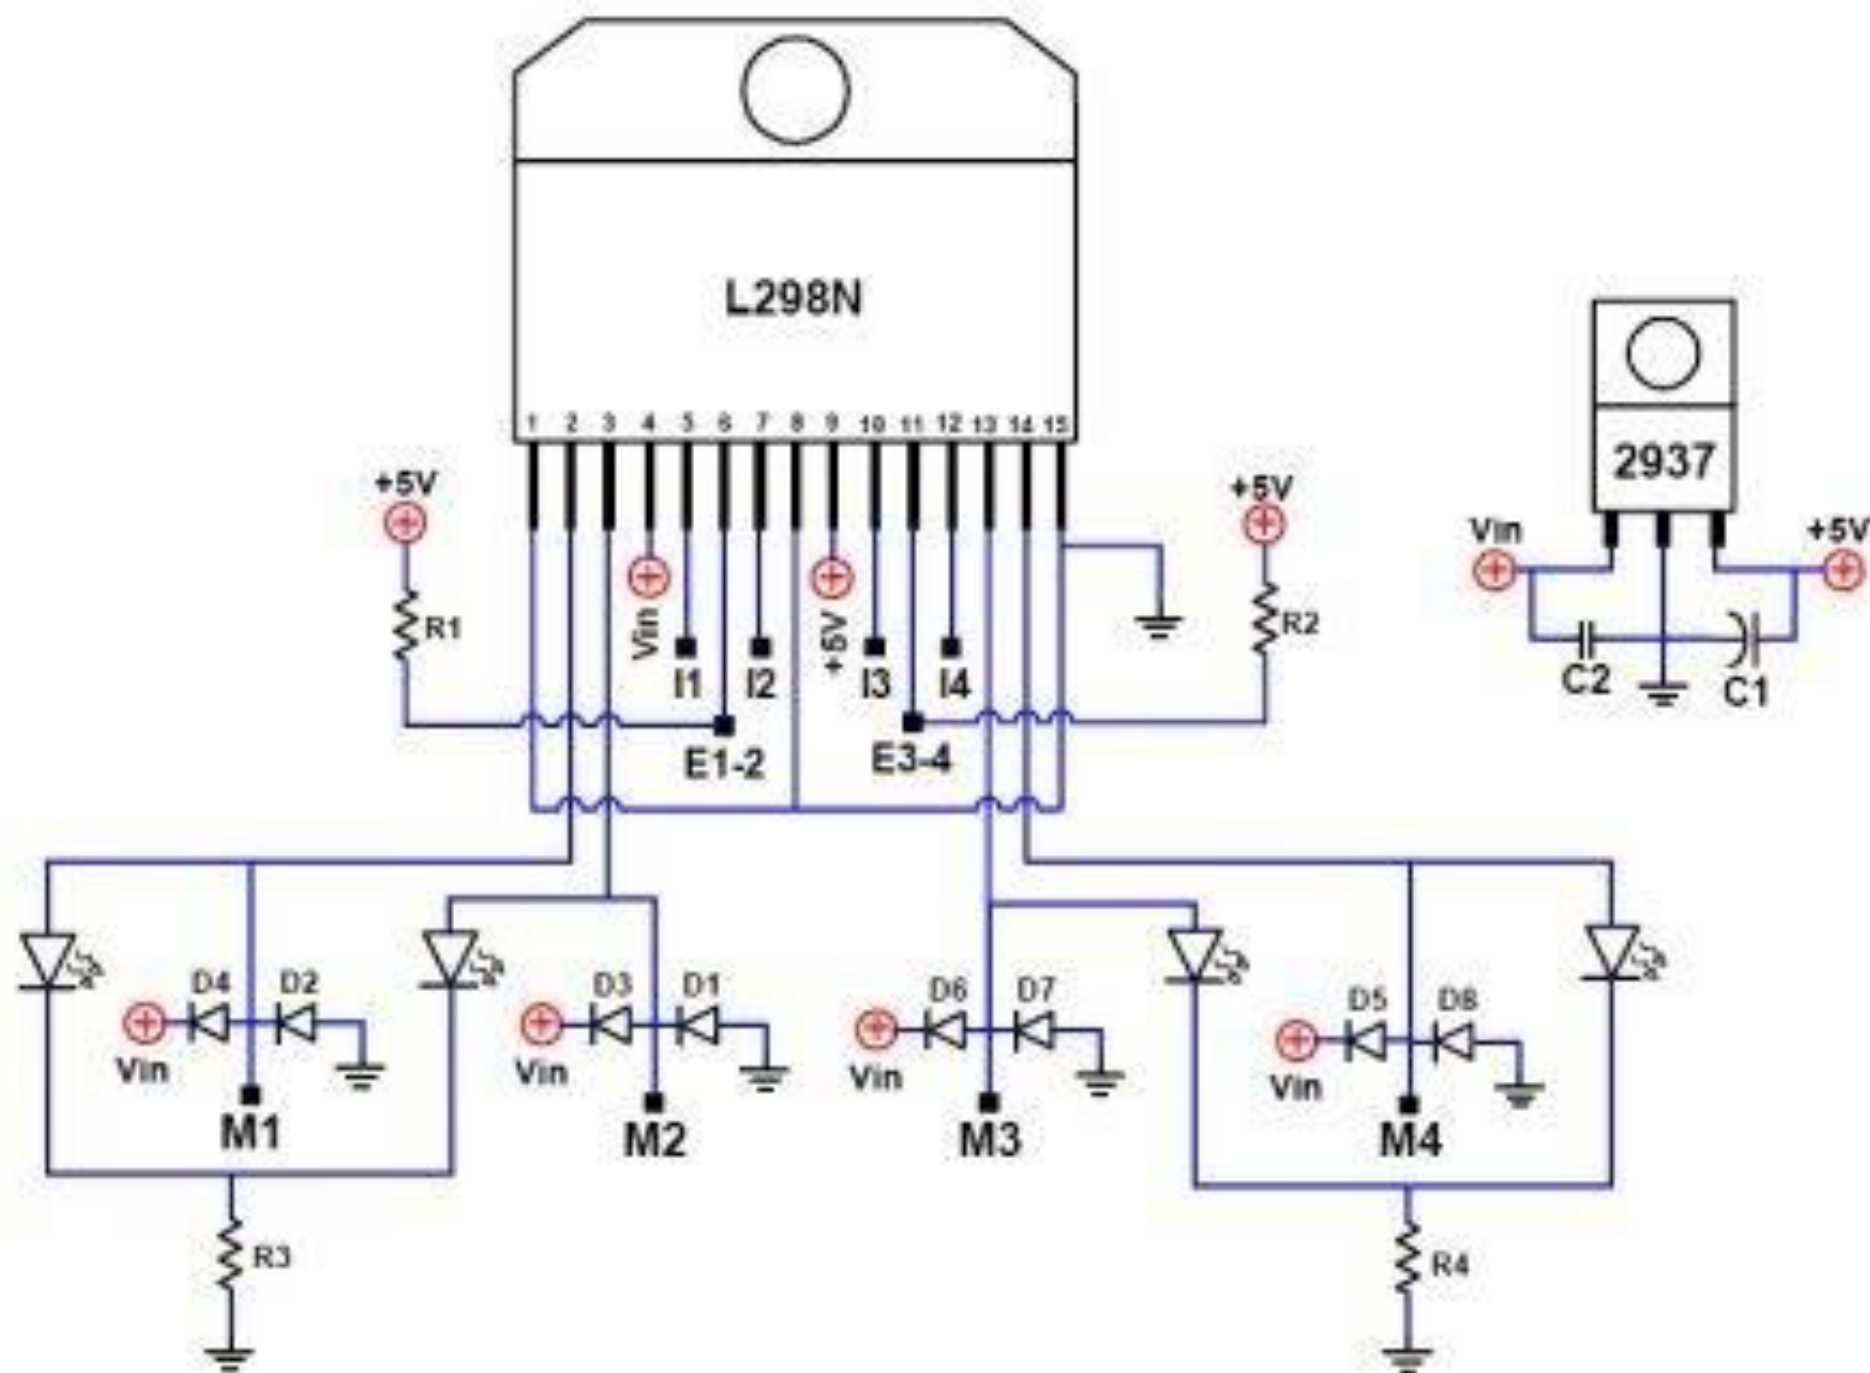 L298N
1 2 3 4 5 6 7 8 9 10 11 12 13 14 15
2937
+5V
+5V
Vin
+5V
R1
Vin
+5V
R2
I1
I2
I3
I4
C2
C1
E1-2
E3-4
D4
D2
D3
D1
D6
D7
D5
D8
Vin
Vin
Vin
Vin
M1
M2
M3
M4
R3
R4